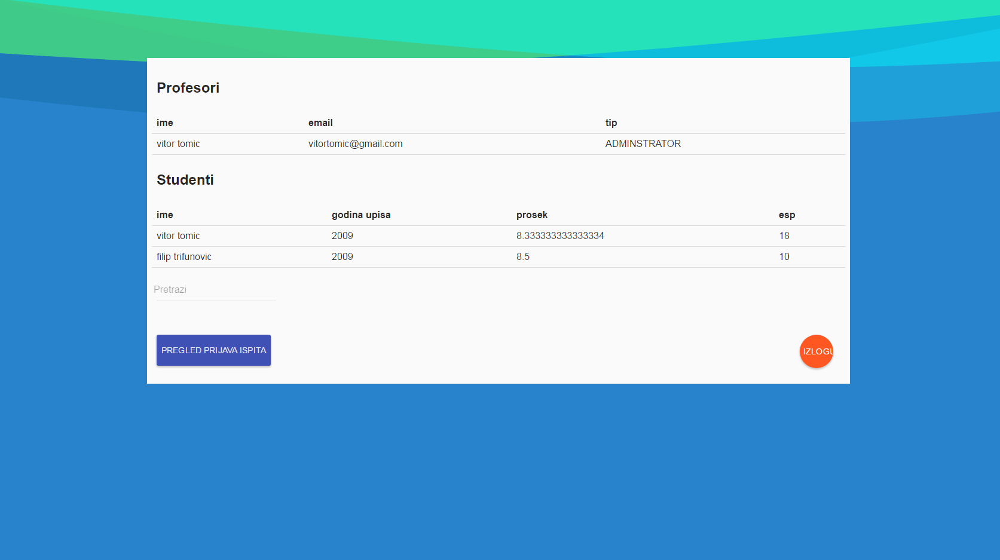 Profesori
ime email tip
vitor tomic vitortomic@gmail.com ADMINSTRATOR
Studenti
ime godina upisa prosek esp
vitor tomic 2009 8.333333333333334 18
filip trifunovic 2009 8.5 10
Pretrazi
PREGLED PRIJAVA ISPITA IZLOGU